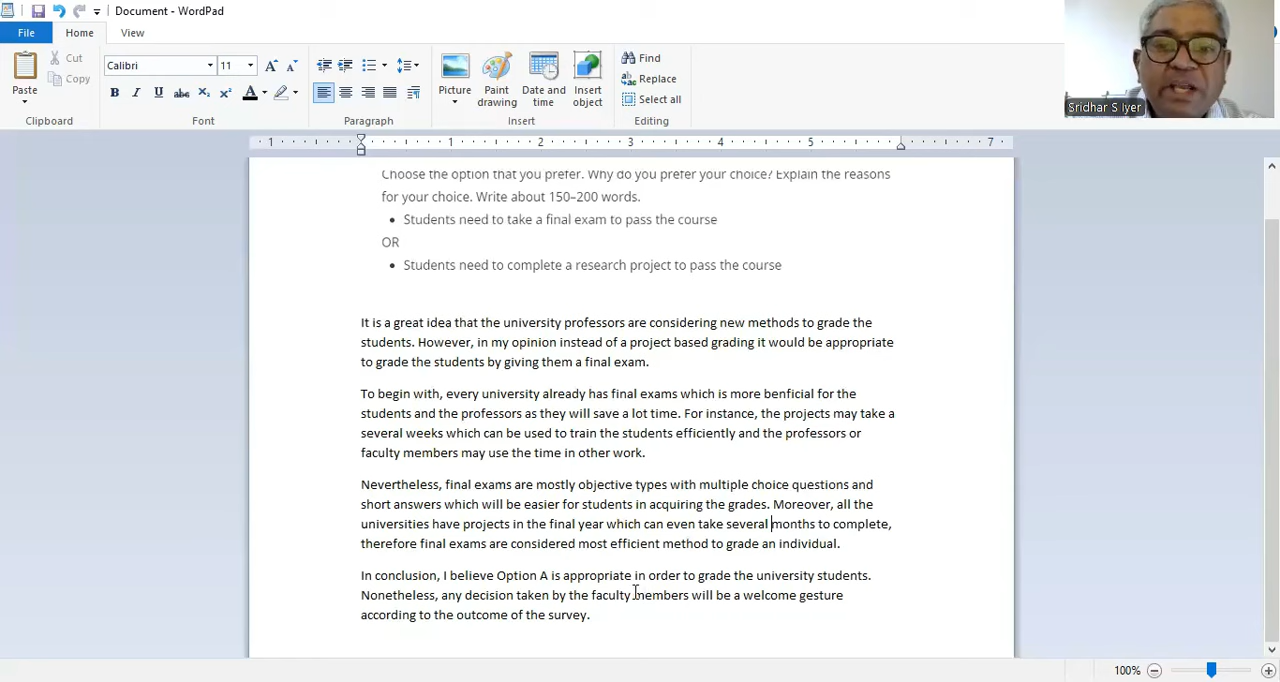 Document - WordPad
File Home View
Paste
Cut
Copy
Clipboard
Calibri 11
B I U abc X₂ X² A
Font
Paragraph
Picture
Paint drawing
Date and time
Insert object
Insert
Find
Replace
Select all
Editing
Sridhar S Iyer
1 1 2 3 4 5 7
Choose the option that you prefer. Why do you prefer your choice? Explain the reasons
for your choice. Write about 150–200 words.
• Students need to take a final exam to pass the course
OR
• Students need to complete a research project to pass the course
It is a great idea that the university professors are considering new methods to grade the
students. However, in my opinion instead of a project based grading it would be appropriate
to grade the students by giving them a final exam.
To begin with, every university already has final exams which is more benficial for the
students and the professors as they will save a lot time. For instance, the projects may take a
several weeks which can be used to train the students efficiently and the professors or
faculty members may use the time in other work.
Nevertheless, final exams are mostly objective types with multiple choice questions and
short answers which will be easier for students in acquiring the grades. Moreover, all the
universities have projects in the final year which can even take several months to complete,
therefore final exams are considered most efficient method to grade an individual.
In conclusion, I believe Option A is appropriate in order to grade the university students.
Nonetheless, any decision taken by the faculty members will be a welcome gesture
according to the outcome of the survey.
100%